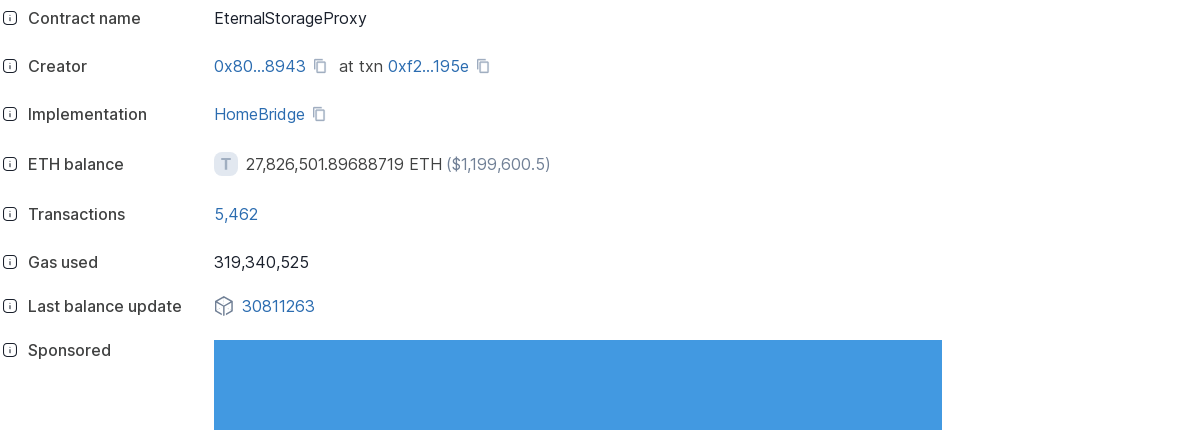 Contract name EternalStorageProxy
Creator 0x80...8943 at txn 0xf2...195e
Implementation HomeBridge
ETH balance T 27,826,501.89688719 ETH ($1,199,600.5)
Transactions 5,462
Gas used 319,340,525
Last balance update 30811263
Sponsored